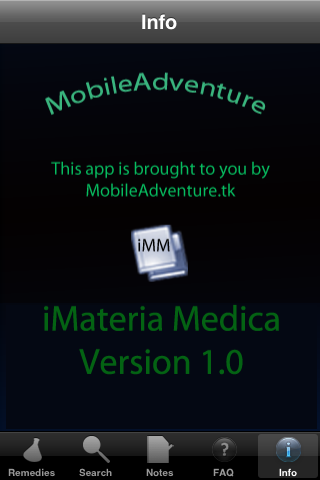 Info
MobileAdventure
This app is brought to you by
MobileAdventure.tk
iMM
iMateria Medica
Version 1.0
Remedies Search Notes FAQ Info